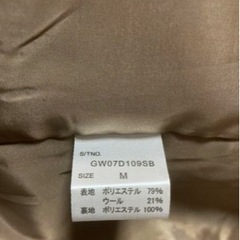 S/TNO.
GW07D109SB
SIZE M
表地 ポリエステル 79%
ウール 21%
裏地 ポリエステル 100%